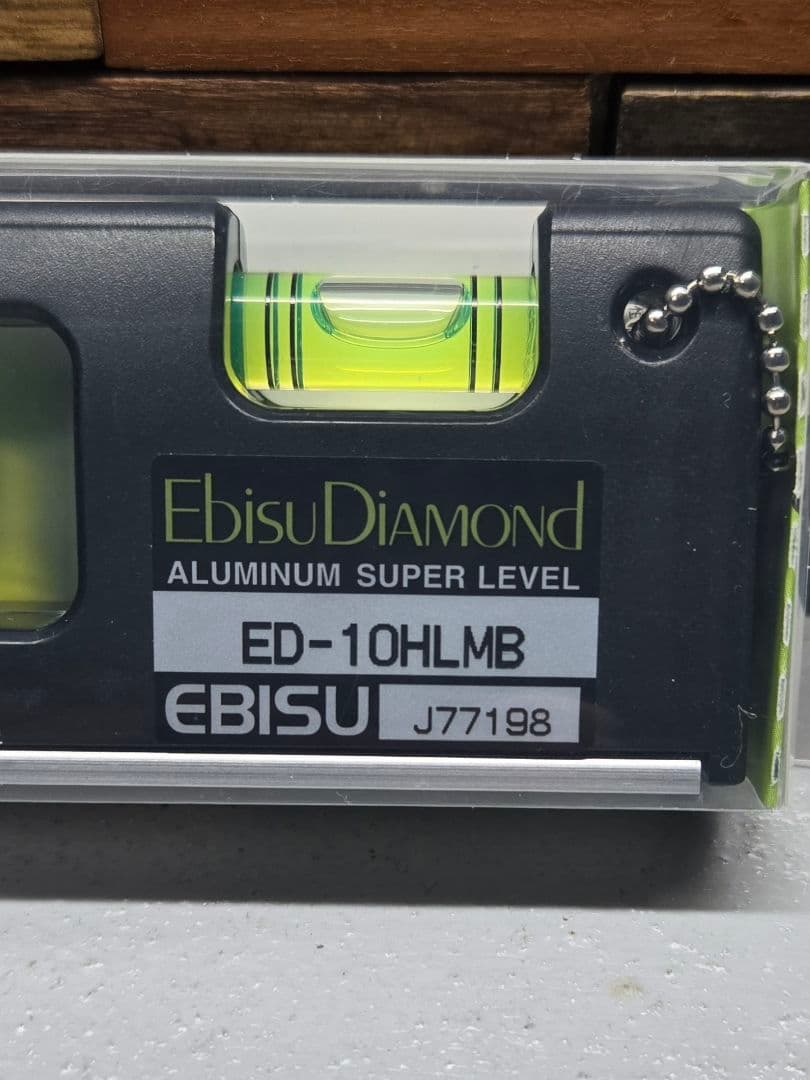 EbisuDiamond
ALUMINUM SUPER LEVEL
ED-10HLMB
EBISU J77198